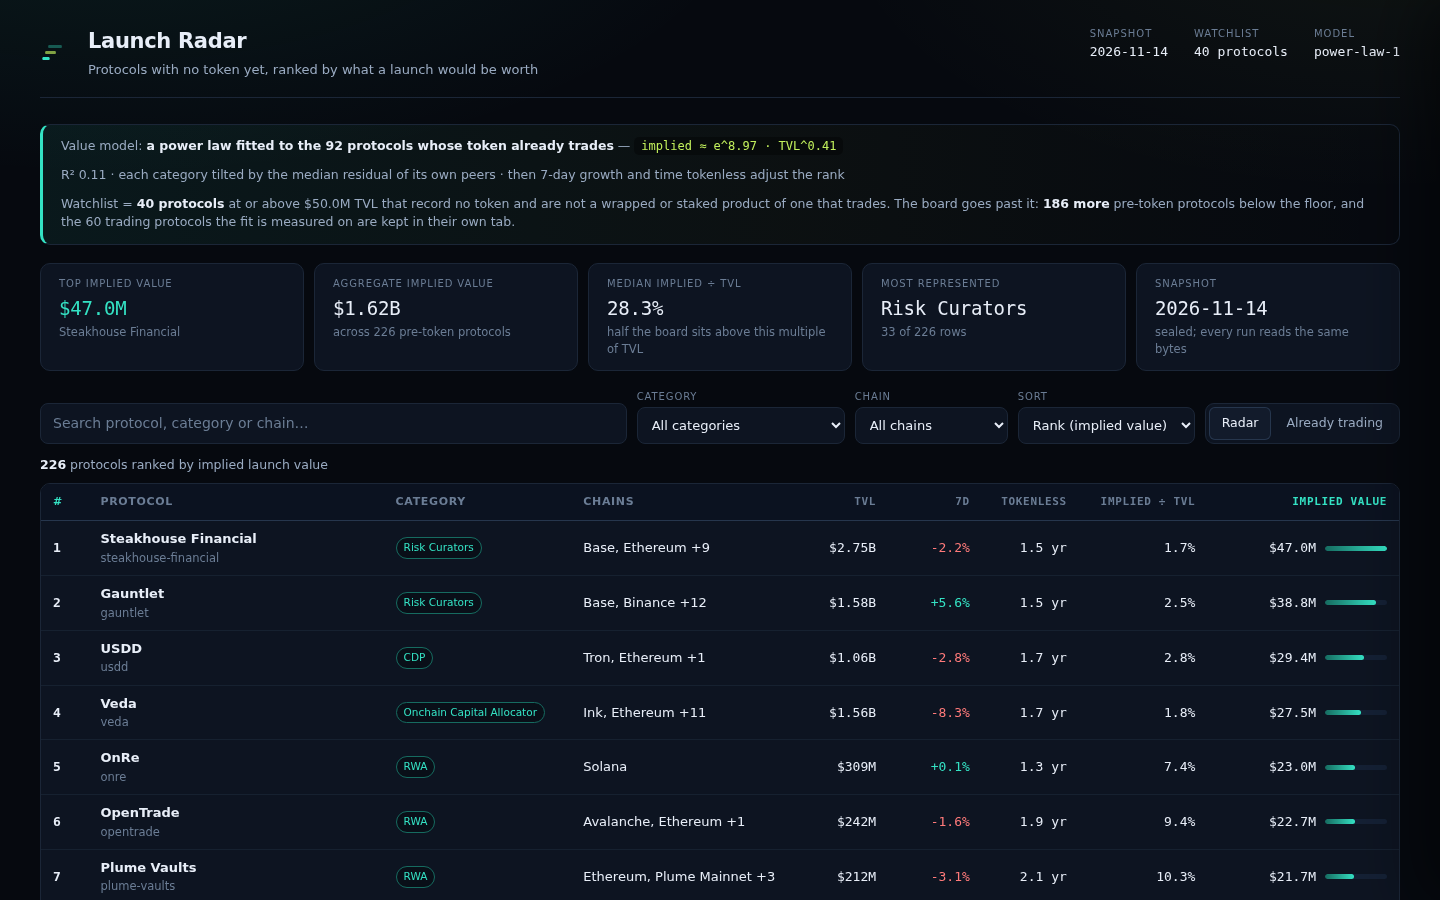 Launch Radar
Protocols with no token yet, ranked by what a launch would be worth
SNAPSHOT
2026-11-14
WATCHLIST
40 protocols
MODEL
power-law-1
Value model: a power law fitted to the 92 protocols whose token already trades — implied ≈ e^8.97 · TVL^0.41
R² 0.11 · each category tilted by the median residual of its own peers · then 7-day growth and time tokenless adjust the rank
Watchlist = 40 protocols at or above $50.0M TVL that record no token and are not a wrapped or staked product of one that trades. The board goes past it: 186 more pre-token protocols below the floor, and
the 60 trading protocols the fit is measured on are kept in their own tab.
TOP IMPLIED VALUE
$47.0M
Steakhouse Financial
AGGREGATE IMPLIED VALUE
$1.62B
across 226 pre-token protocols
MEDIAN IMPLIED ÷ TVL
28.3%
half the board sits above this multiple
of TVL
MOST REPRESENTED
Risk Curators
33 of 226 rows
SNAPSHOT
2026-11-14
sealed; every run reads the same
bytes
Search protocol, category or chain…
CATEGORY
All categories
CHAIN
All chains
SORT
Rank (implied value)
Radar Already trading
226 protocols ranked by implied launch value
# PROTOCOL CATEGORY CHAINS TVL 7D TOKENLESS IMPLIED ÷ TVL IMPLIED VALUE
1 Steakhouse Financial Risk Curators Base, Ethereum +9 $2.75B -2.2% 1.5 yr 1.7% $47.0M
steakhouse-financial
2 Gauntlet Risk Curators Base, Binance +12 $1.58B +5.6% 1.5 yr 2.5% $38.8M
gauntlet
3 USDD CDP Tron, Ethereum +1 $1.06B -2.8% 1.7 yr 2.8% $29.4M
usdd
4 Veda Onchain Capital Allocator Ink, Ethereum +11 $1.56B -8.3% 1.7 yr 1.8% $27.5M
veda
5 OnRe RWA Solana $309M +0.1% 1.3 yr 7.4% $23.0M
onre
6 OpenTrade RWA Avalanche, Ethereum +1 $242M -1.6% 1.9 yr 9.4% $22.7M
opentrade
7 Plume Vaults RWA Ethereum, Plume Mainnet +3 $212M -3.1% 2.1 yr 10.3% $21.7M
plume-vaults